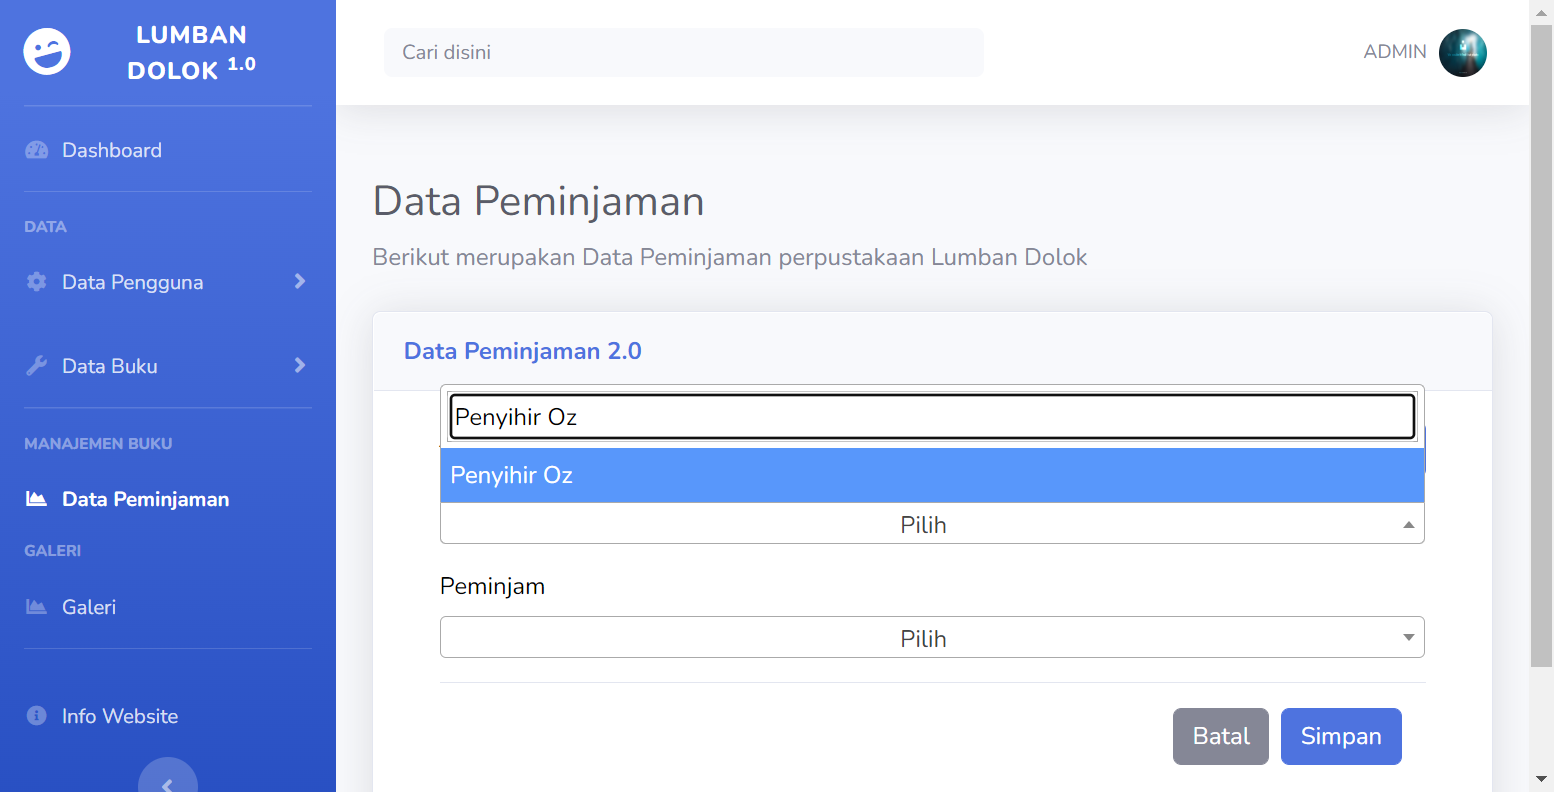 LUMBAN
DOLOK 1.0
Cari disini
ADMIN
Dashboard
DATA
Data Pengguna
Data Buku
MANAJEMEN BUKU
Data Peminjaman
GALERI
Galeri
Info Website
Data Peminjaman
Berikut merupakan Data Peminjaman perpustakaan Lumban Dolok
Data Peminjaman 2.0
Penyihir Oz
Penyihir Oz
Pilih
Peminjam
Pilih
Batal
Simpan